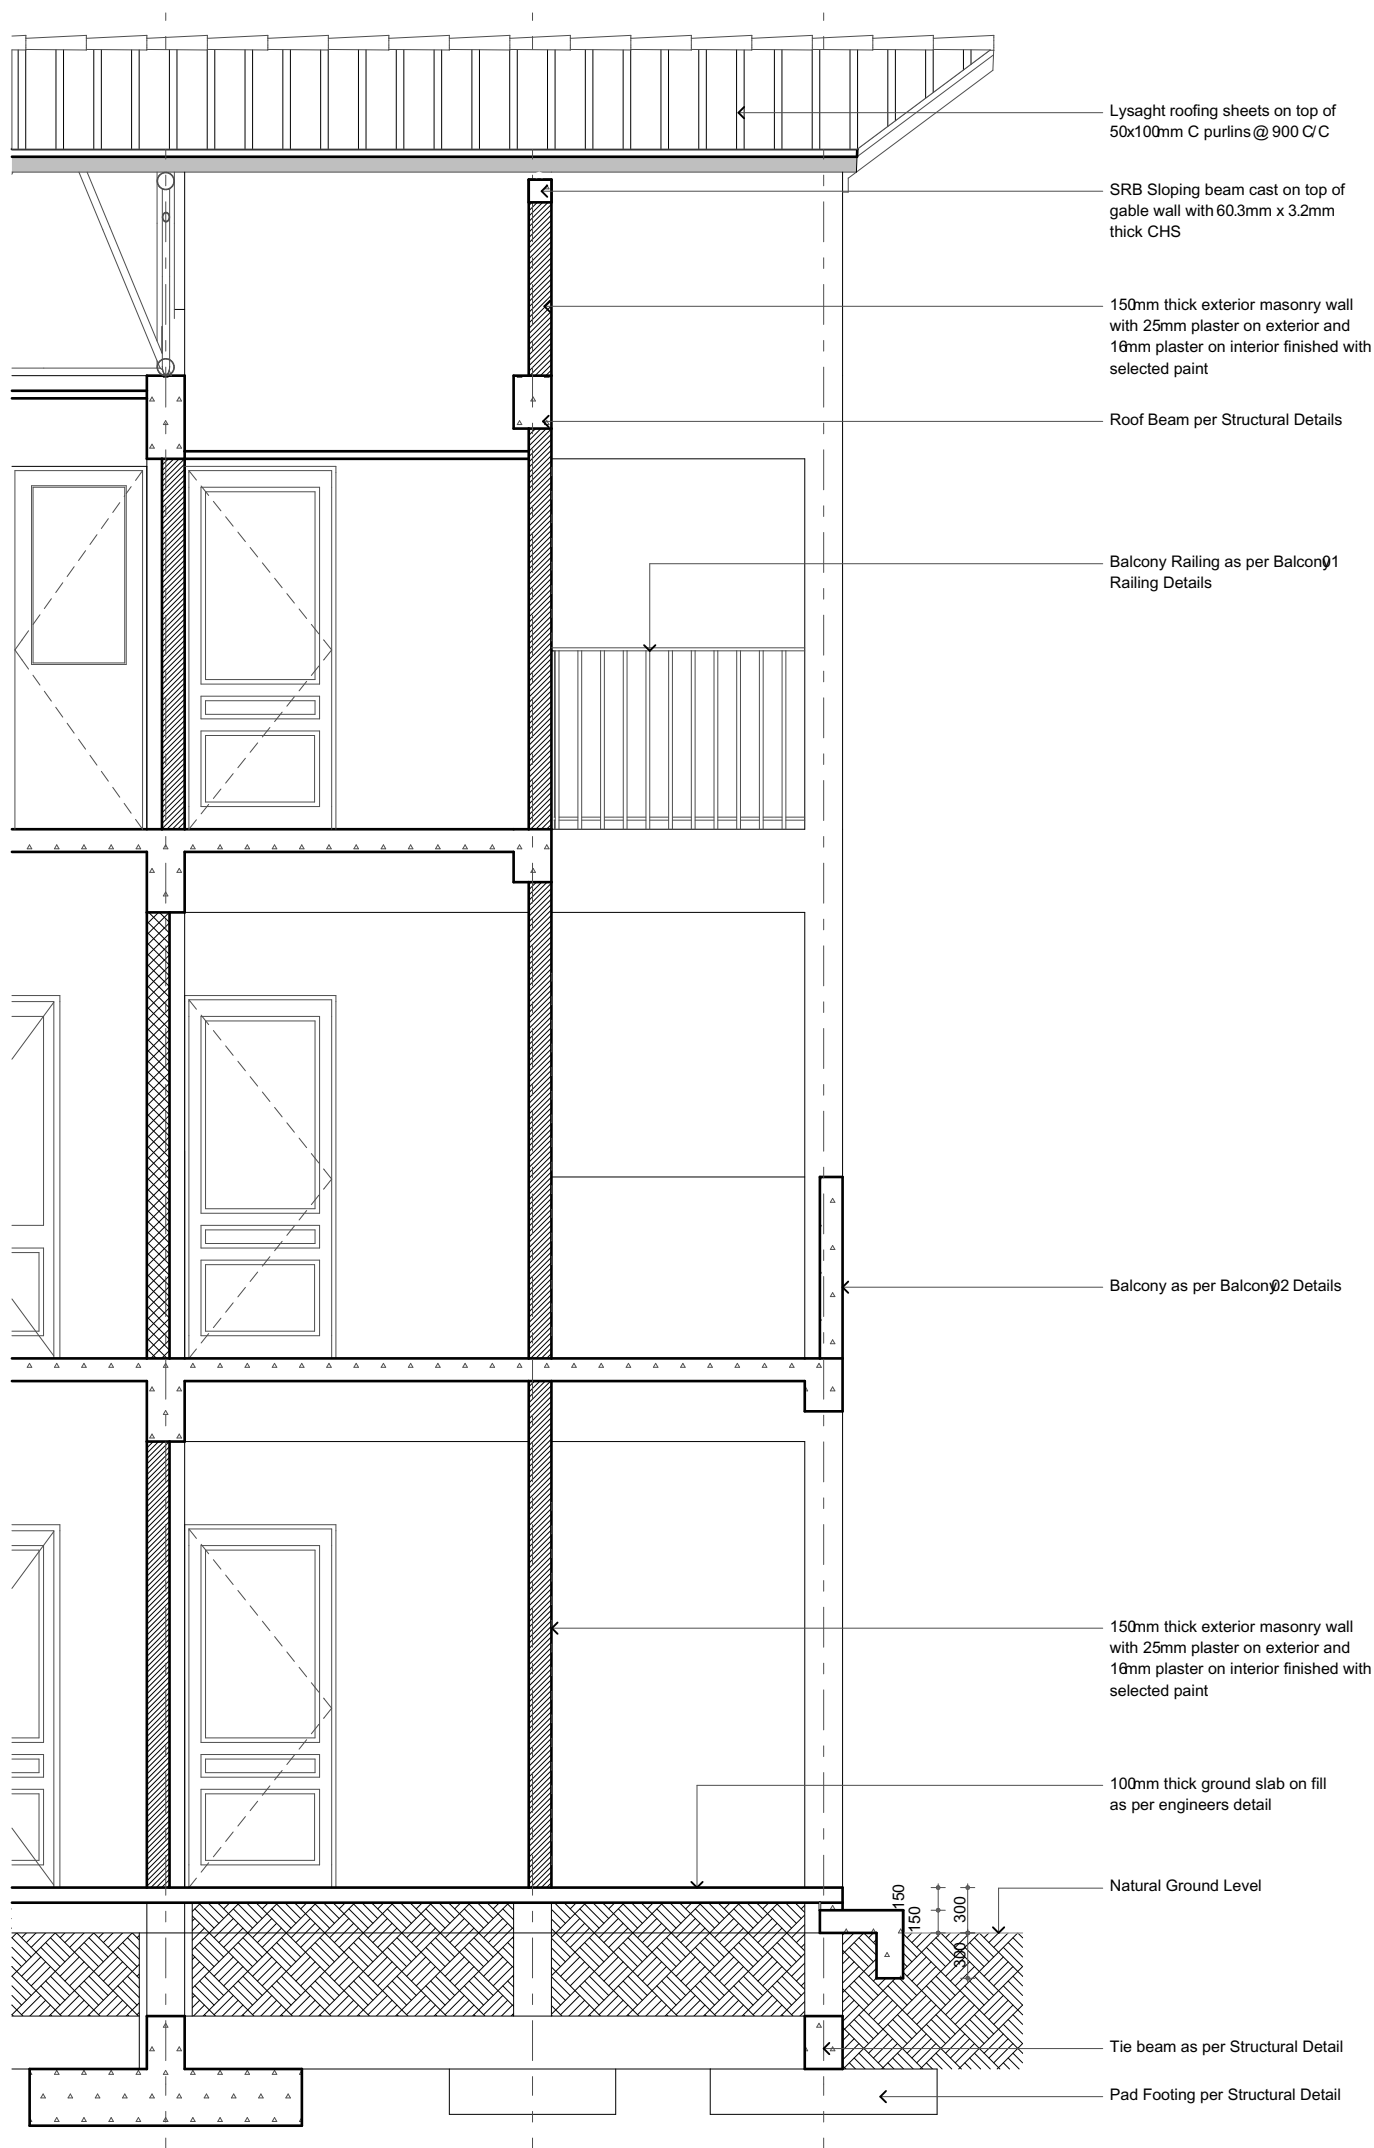 Lysaght roofing sheets on top of
50x100mm C purlins @ 900 C/C
SRB Sloping beam cast on top of
gable wall with 60.3mm x 3.2mm
thick CHS
150mm thick exterior masonry wall
with 25mm plaster on exterior and
16mm plaster on interior finished with
selected paint
Roof Beam per Structural Details
Balcony Railing as per Balcony01
Railing Details
Balcony as per Balcony02 Details
150mm thick exterior masonry wall
with 25mm plaster on exterior and
16mm plaster on interior finished with
selected paint
100mm thick ground slab on fill
as per engineers detail
Natural Ground Level
150
150
300
300
Tie beam as per Structural Detail
Pad Footing per Structural Detail